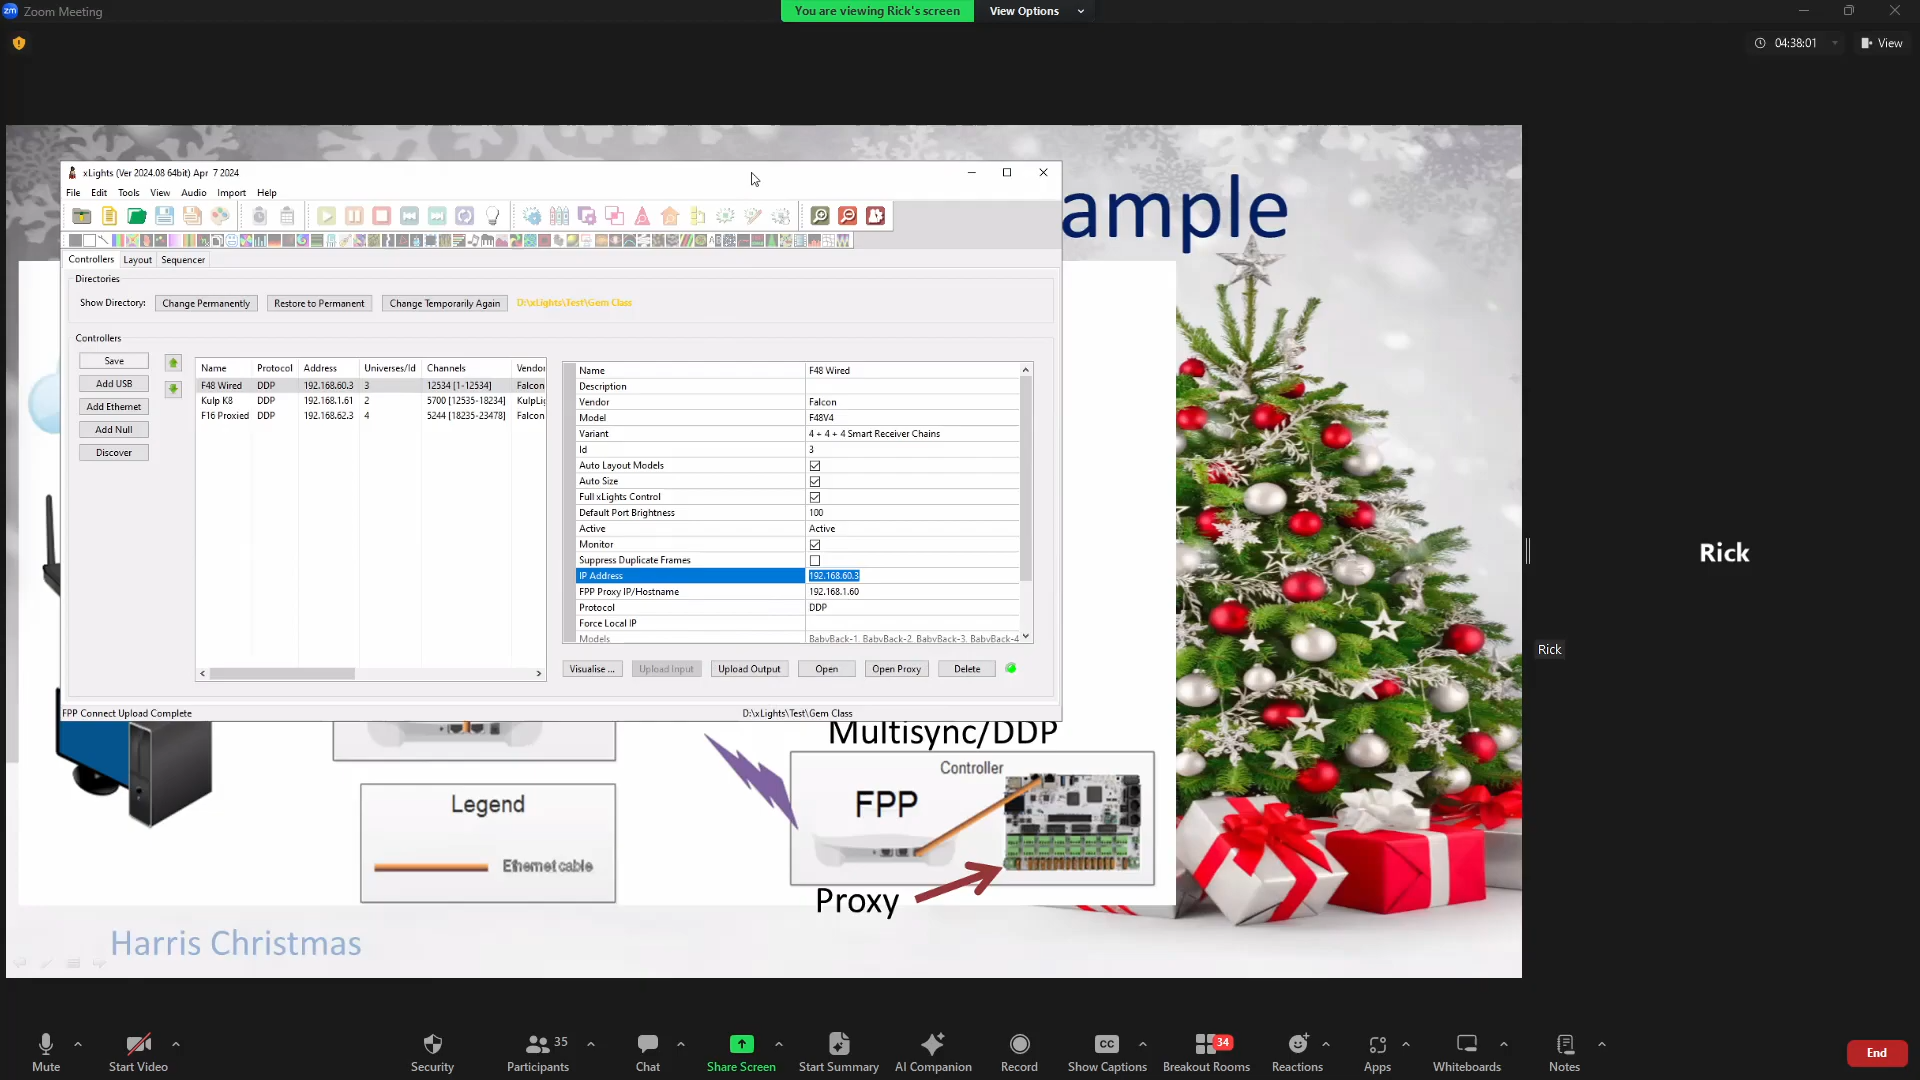 Zoom Meeting
You are viewing Rick's screen
View Options
04:38:01
View
ample
xLights (Ver 2024.08 64bit) Apr 7 2024
File Edit Tools View Audio Import Help
Controllers Layout Sequencer
Directories
Show Directory: Change Permanently Restore to Permanent Change Temporarily Again D:\xLights\Test\Gem Class
Controllers
Save
Add USB
Add Ethernet
Add Null
Discover
Name Protocol Address Universes/Id Channels Vendor
F48 Wired DDP 192.168.60.3 3 12534 [1-12534] Falcon
Kulp K8 DDP 192.168.1.61 2 5700 [12535-18234] KulpLig
F16 Proxied DDP 192.168.62.3 4 5244 [18235-23478] Falcon
Name F48 Wired
Description
Vendor Falcon
Model F48V4
Variant 4 + 4 + 4 Smart Receiver Chains
Id 3
Auto Layout Models
Auto Size
Full xLights Control
Default Port Brightness 100
Active Active
Monitor
Suppress Duplicate Frames
IP Address 192.168.60.3
FPP Proxy IP/Hostname 192.168.1.60
Protocol DDP
Force Local IP
Models BabyBack-1, BabyBack-2, BabyBack-3, BabyBack-4
Visualise ... Upload Input Upload Output Open Open Proxy Delete
FPP Connect Upload Complete D:\xLights\Test\Gem Class
Multisync/DDP
Controller
FPP
Legend
Ethernet cable
Proxy
Harris Christmas
Rick
Rick
Mute
Start Video
Security
35
Participants
Chat
Share Screen
Start Summary
AI Companion
Record
CC
Show Captions
34
Breakout Rooms
Reactions
Apps
Whiteboards
Notes
End